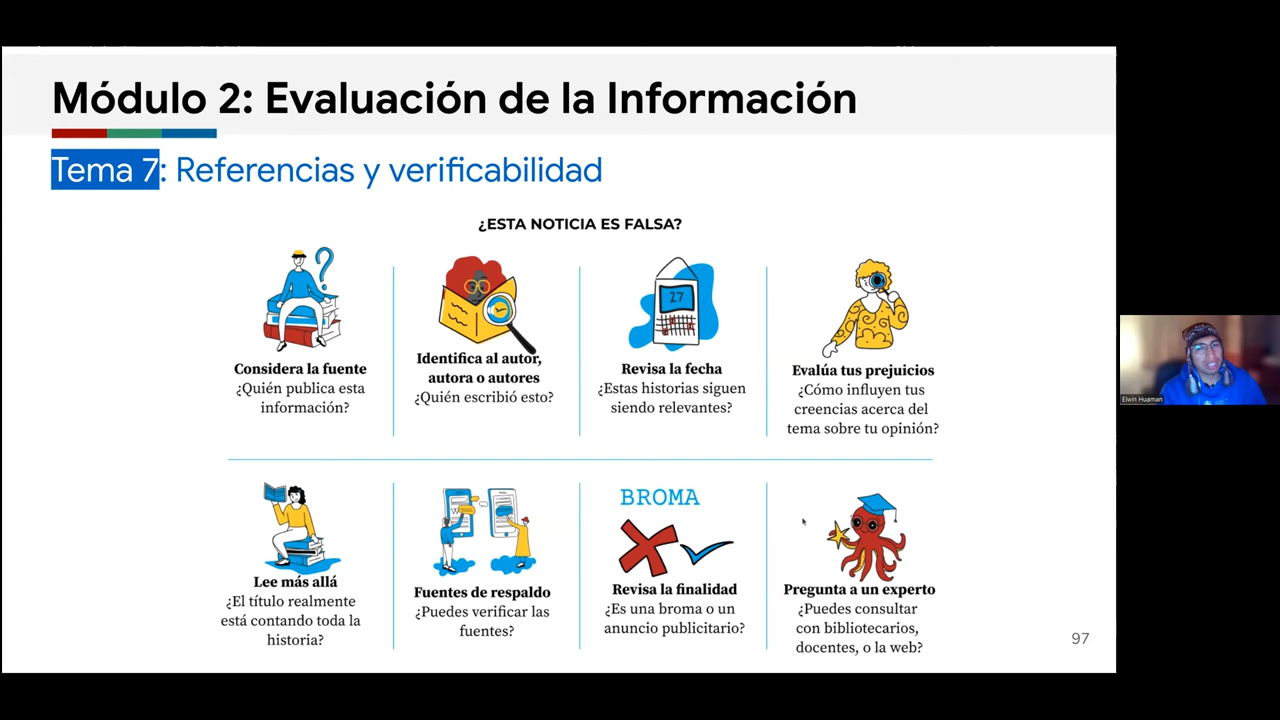 Módulo 2: Evaluación de la Información
Tema 7: Referencias y verificabilidad
¿ESTA NOTICIA ES FALSA?
Considera la fuente
¿Quién publica esta
información?
Identifica al autor,
autora o autores
¿Quién escribió esto?
27
Revisa la fecha
¿Estas historias siguen
siendo relevantes?
Evalúa tus prejuicios
¿Cómo influyen tus
creencias acerca del
tema sobre tu opinión?
Lee más allá
¿El título realmente
está contando toda la
historia?
Fuentes de respaldo
¿Puedes verificar las
fuentes?
BROMA
Revisa la finalidad
¿Es una broma o un
anuncio publicitario?
Pregunta a un experto
¿Puedes consultar
con bibliotecarios,
docentes, o la web?
97
Elwin Huaman